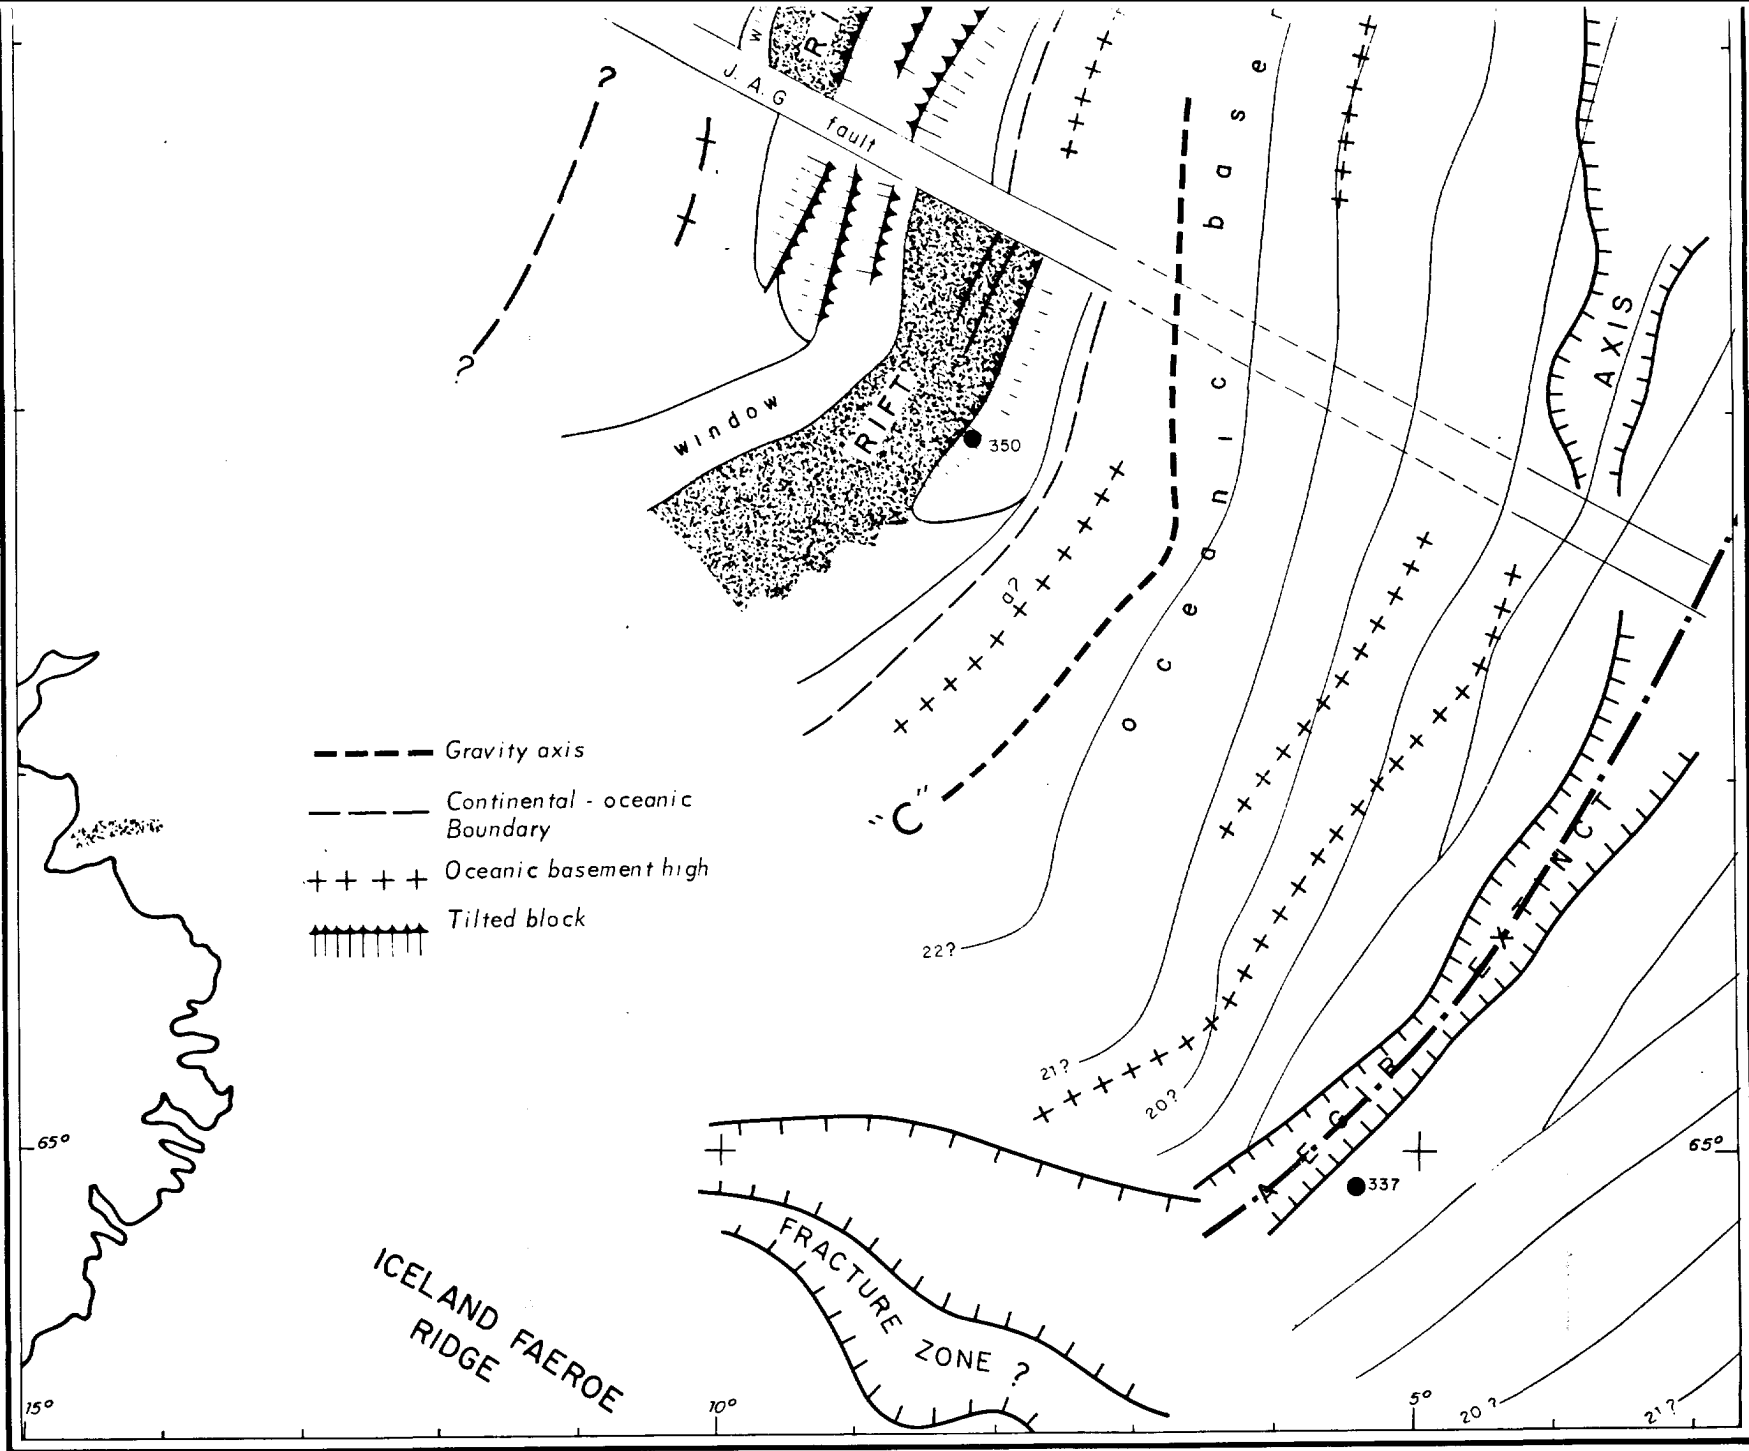 w
RI
J. A. G
fault
?
?
oceanic base
r
AXIS
window
RIFT
350
a?
Gravity axis
Continental - oceanic
Boundary
Oceanic basement high
Tilted block
"C"
22?
21?
20?
AEGIR EXTINCT
65°
65°
337
FRACTURE
ZONE ?
ICELAND FAEROE
RIDGE
15°
10°
5°
20 ?
21?